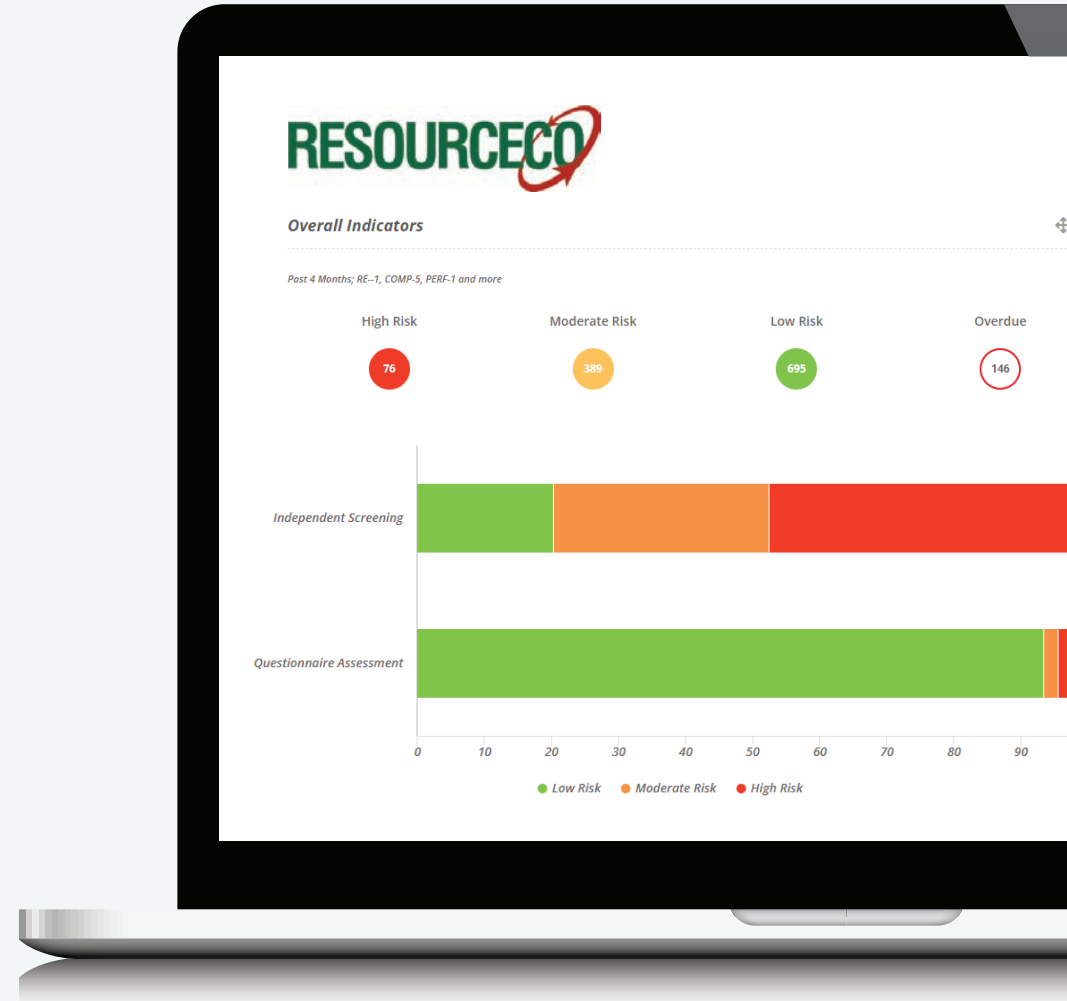 RESOURCECO
Overall Indicators
Past 4 Months; RE--1, COMP-5, PERF-1 and more
High Risk Moderate Risk Low Risk Overdue
76 389 695 146
Independent Screening
Questionnaire Assessment
0 10 20 30 40 50 60 70 80 90
Low Risk Moderate Risk High Risk